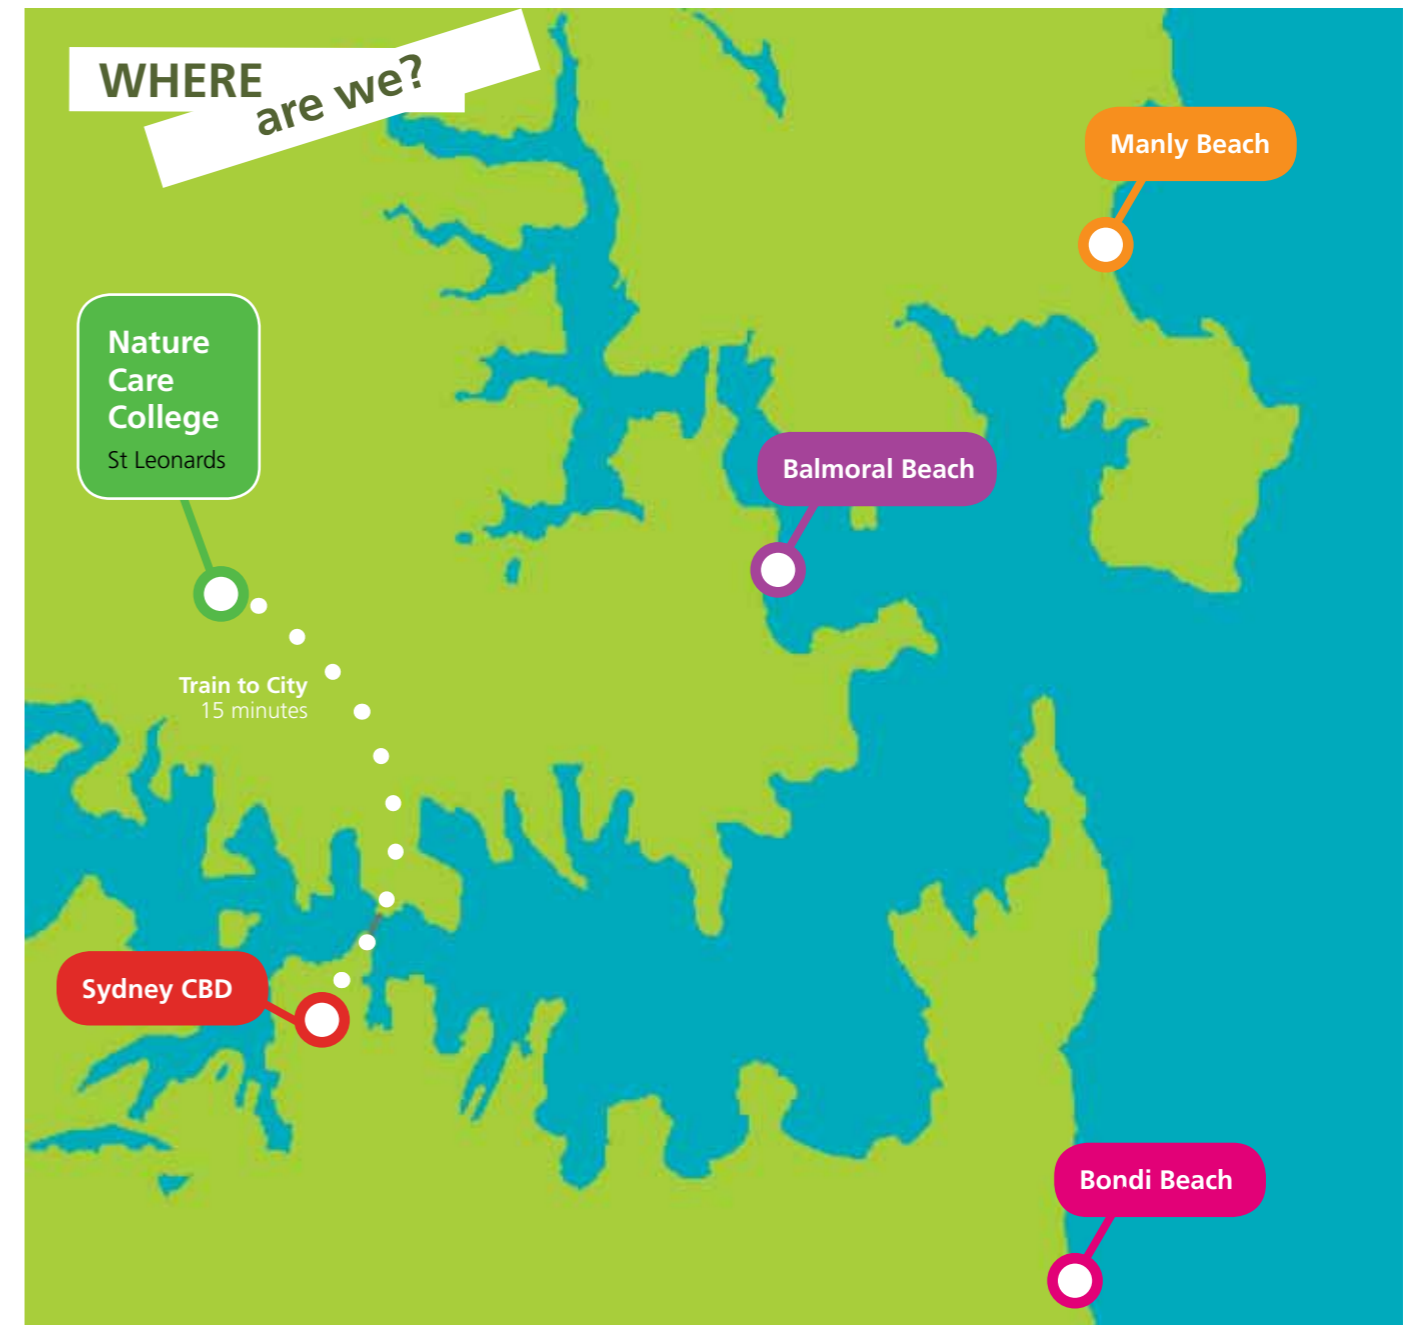 WHERE
are we?
Manly Beach
Nature
Care
College
St Leonards
Balmoral Beach
Train to City
15 minutes
Sydney CBD
Bondi Beach